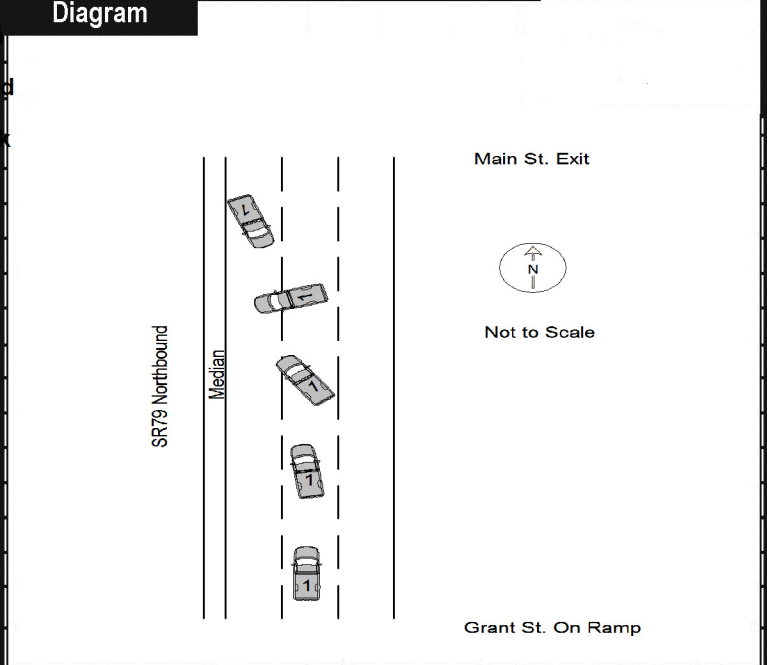 Diagram
d
k
Main St. Exit
N
Not to Scale
SR79 Northbound
Median
1
1
1
1
1
Grant St. On Ramp